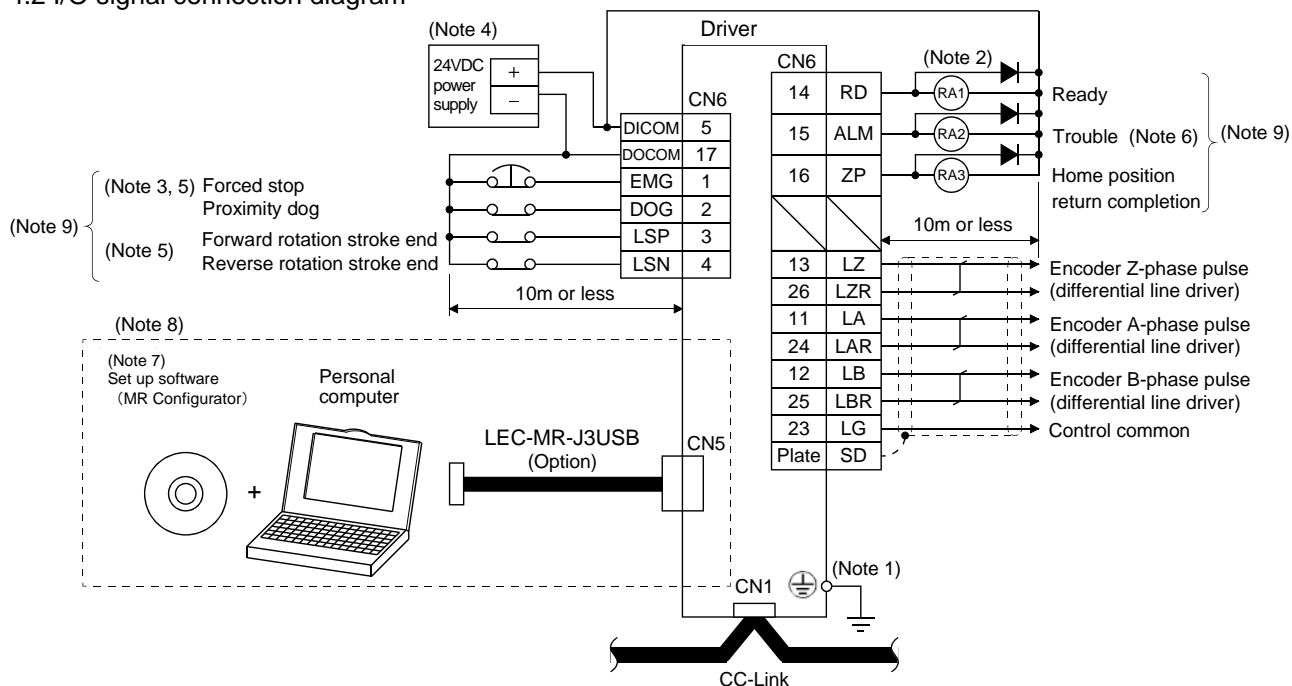 (Note 4)
24VDC
power
supply
+
−
Driver
CN6
DICOM 5
DOCOM 17
EMG 1
DOG 2
LSP 3
LSN 4
(Note 9)
(Note 3, 5) Forced stop
Proximity dog
(Note 5)
Forward rotation stroke end
Reverse rotation stroke end
10m or less
CN6
14 RD
15 ALM
16 ZP
13 LZ
26 LZR
11 LA
24 LAR
12 LB
25 LBR
23 LG
Plate SD
(Note 2)
RA1
RA2
RA3
Ready
Trouble (Note 6)
Home position
return completion
(Note 9)
10m or less
Encoder Z-phase pulse
(differential line driver)
Encoder A-phase pulse
(differential line driver)
Encoder B-phase pulse
(differential line driver)
Control common
(Note 8)
(Note 7)
Set up software
(MR Configurator)
+
Personal
computer
LEC-MR-J3USB
(Option)
CN5
CN1
(Note 1)
CC-Link